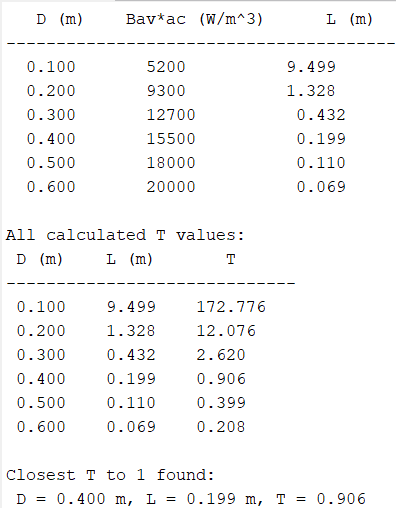 D (m) Bav*ac (W/m^3) L (m)
---------------------------------------
0.100 5200 9.499
0.200 9300 1.328
0.300 12700 0.432
0.400 15500 0.199
0.500 18000 0.110
0.600 20000 0.069
All calculated T values:
D (m) L (m) T
-----------------------------
0.100 9.499 172.776
0.200 1.328 12.076
0.300 0.432 2.620
0.400 0.199 0.906
0.500 0.110 0.399
0.600 0.069 0.208
Closest T to 1 found:
D = 0.400 m, L = 0.199 m, T = 0.906